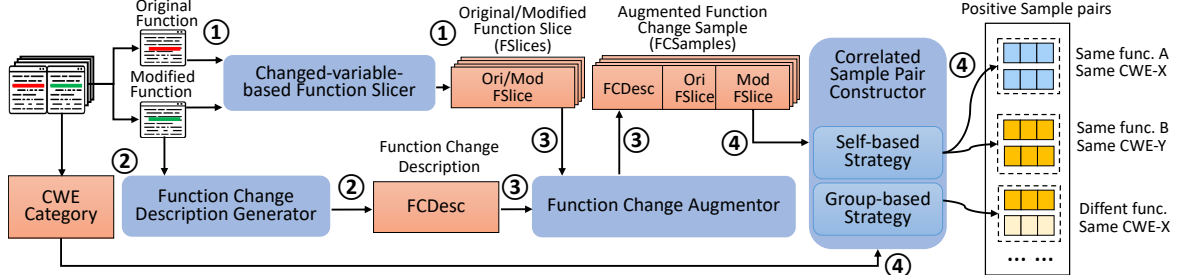 Original
Function
①
Modified
Function
Changed-variable-
based Function Slicer
①
Original/Modified
Function Slice
(FSlices)
Ori/Mod
FSlice
Augmented Function
Change Sample
(FCSamples)
FCDesc
Ori
FSlice
Mod
FSlice
③
③
④
②
CWE
Category
Function Change
Description Generator
②
Function Change
Description
FCDesc
③
Function Change Augmentor
Correlated
Sample Pair
Constructor
Self-based
Strategy
Group-based
Strategy
④
④
Positive Sample pairs
Same func. A
Same CWE-X
Same func. B
Same CWE-Y
Diffent func.
Same CWE-X
... ...